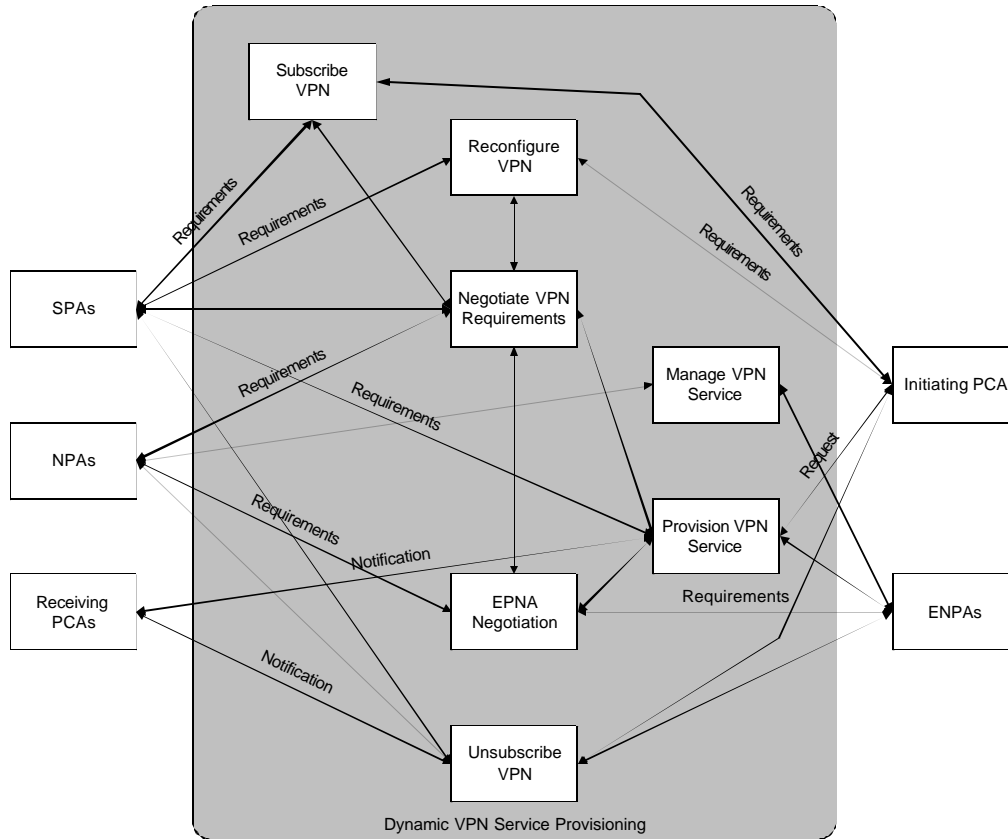 Subscribe
VPN
Reconfigure
VPN
Requirements
Requirements
Requirements
Requirements
SPAs
Negotiate VPN
Requirements
Requirements
Requirements
Manage VPN
Service
Initiating PCA
NPAs
Request
Requirements
Provision VPN
Service
Notification
Receiving
PCAs
EPNA
Negotiation
Requirements
ENPAs
Notification
Unsubscribe
VPN
Dynamic VPN Service Provisioning